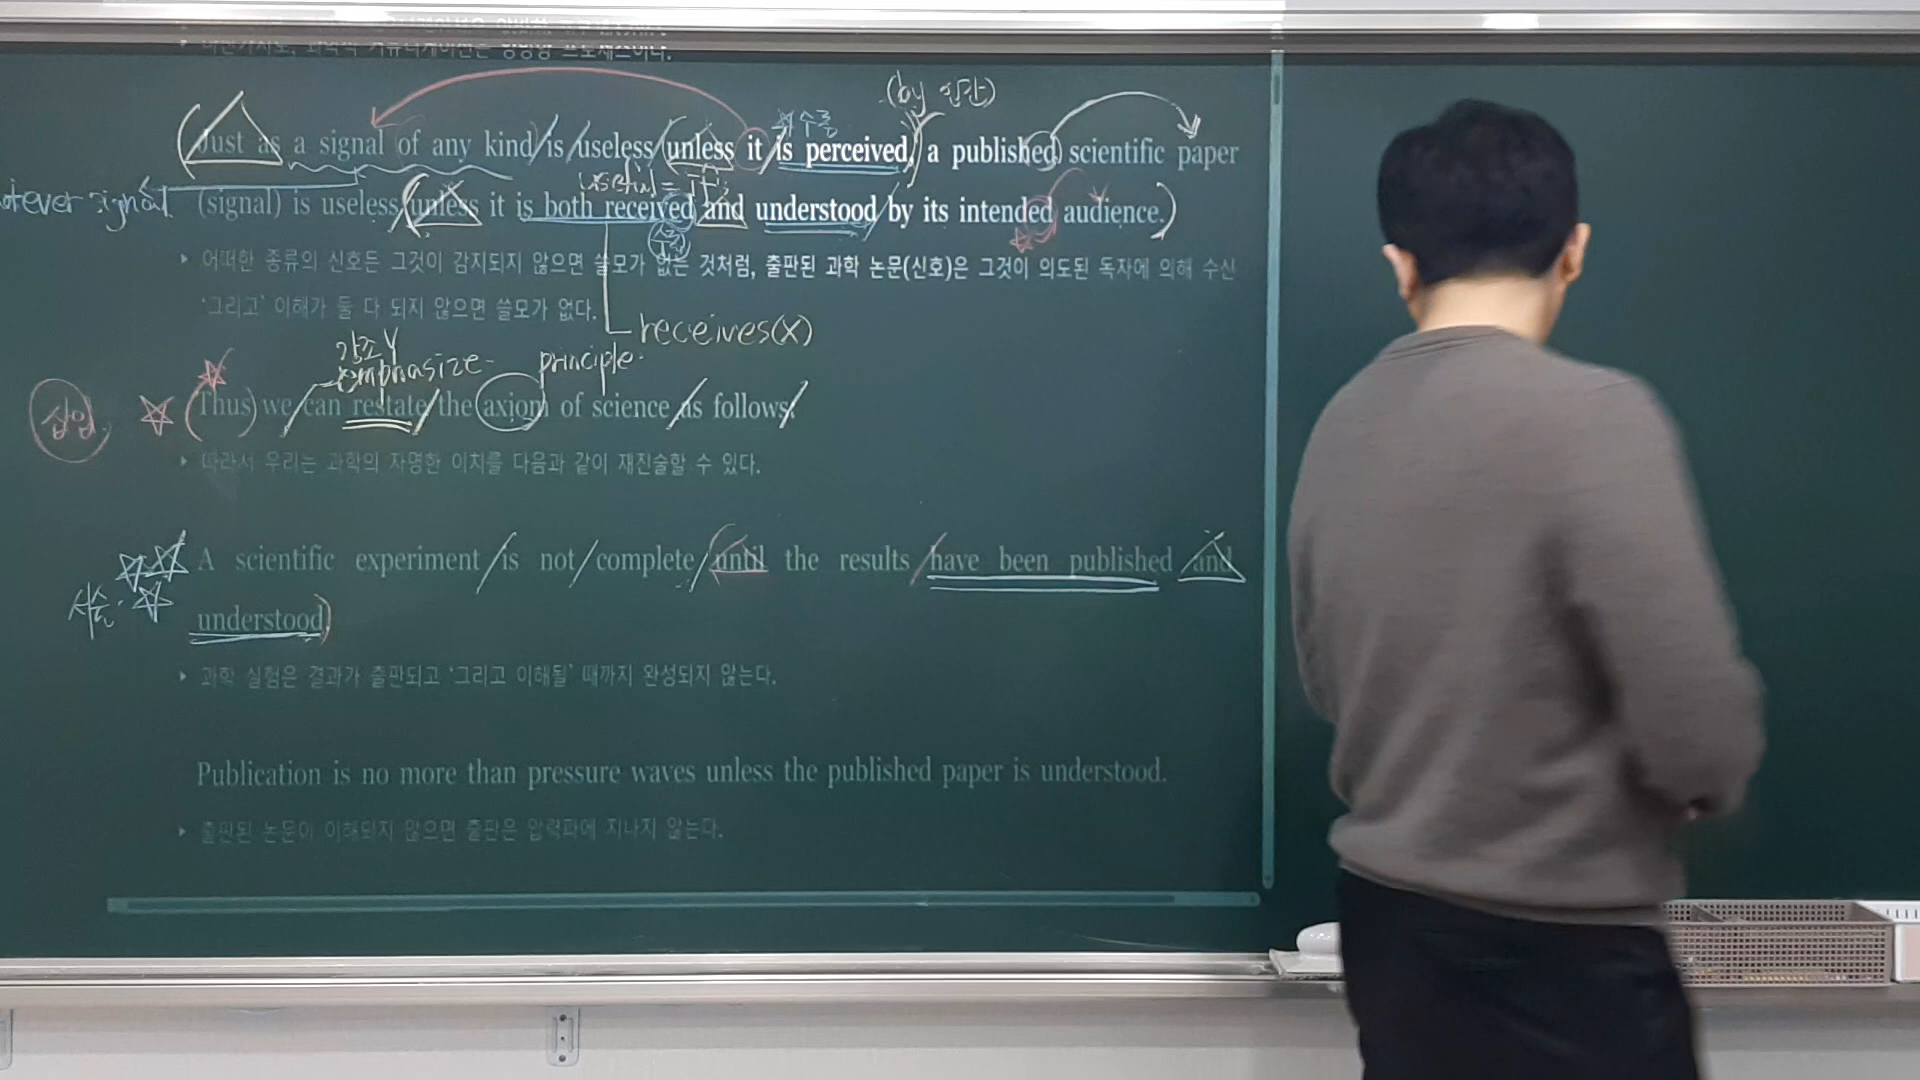 (by 인간)
수동
Just as a signal of any kind is useless unless it is perceived, a published scientific paper
useful = if
signal (signal) is useless unless it is both received and understood by its intended audience.
어떠한 종류의 신호든 그것이 감지되지 않으면 쓸모가 없는 것처럼, 출판된 과학 논문(신호)은 그것이 의도된 독자에 의해 수신
‘그리고’ 이해가 둘 다 되지 않으면 쓸모가 없다.
receives(X)
강조
emphasize principle
삽입 Thus we can restate the axiom of science as follows:
따라서 우리는 과학의 자명한 이치를 다음과 같이 재진술할 수 있다.
A scientific experiment is not complete until the results have been published and
서술 understood.
과학 실험은 결과가 출판되고 ‘그리고 이해될’ 때까지 완성되지 않는다.
Publication is no more than pressure waves unless the published paper is understood.
출판된 논문이 이해되지 않으면 출판은 압력파에 지나지 않는다.